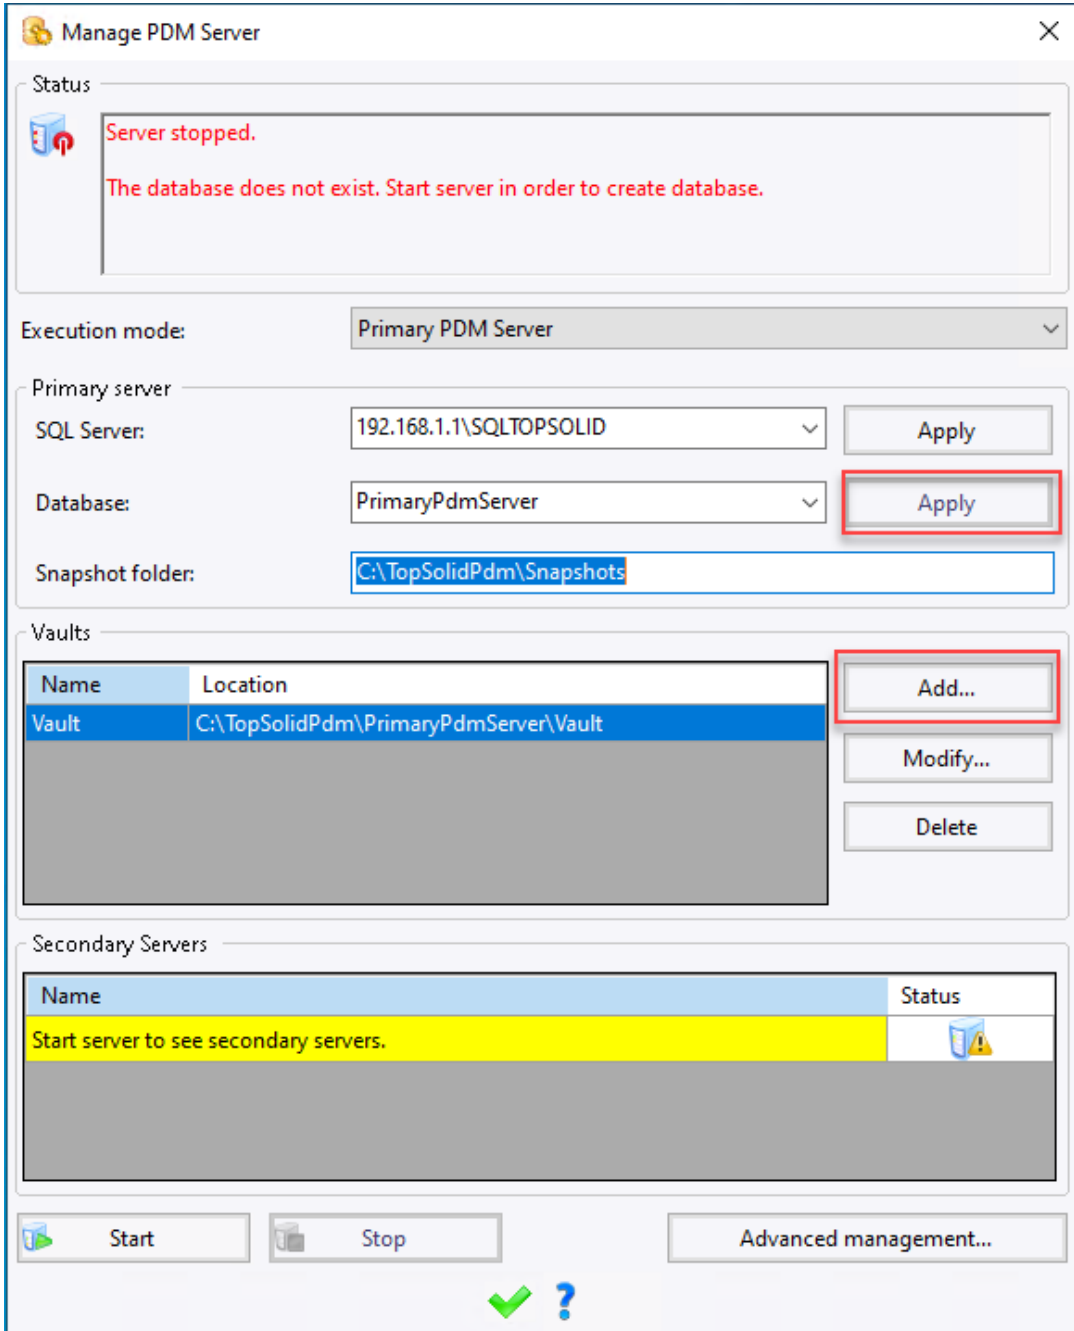 Manage PDM Server
Status
Server stopped.
The database does not exist. Start server in order to create database.
Execution mode: Primary PDM Server
Primary server
SQL Server: 192.168.1.1\SQLTOPSOLID Apply
Database: PrimaryPdmServer Apply
Snapshot folder: C:\TopSolidPdm\Snapshots
Vaults
Name Location Add...
Vault C:\TopSolidPdm\PrimaryPdmServer\Vault
Modify...
Delete
Secondary Servers
Name Status
Start server to see secondary servers.
Start Stop Advanced management...